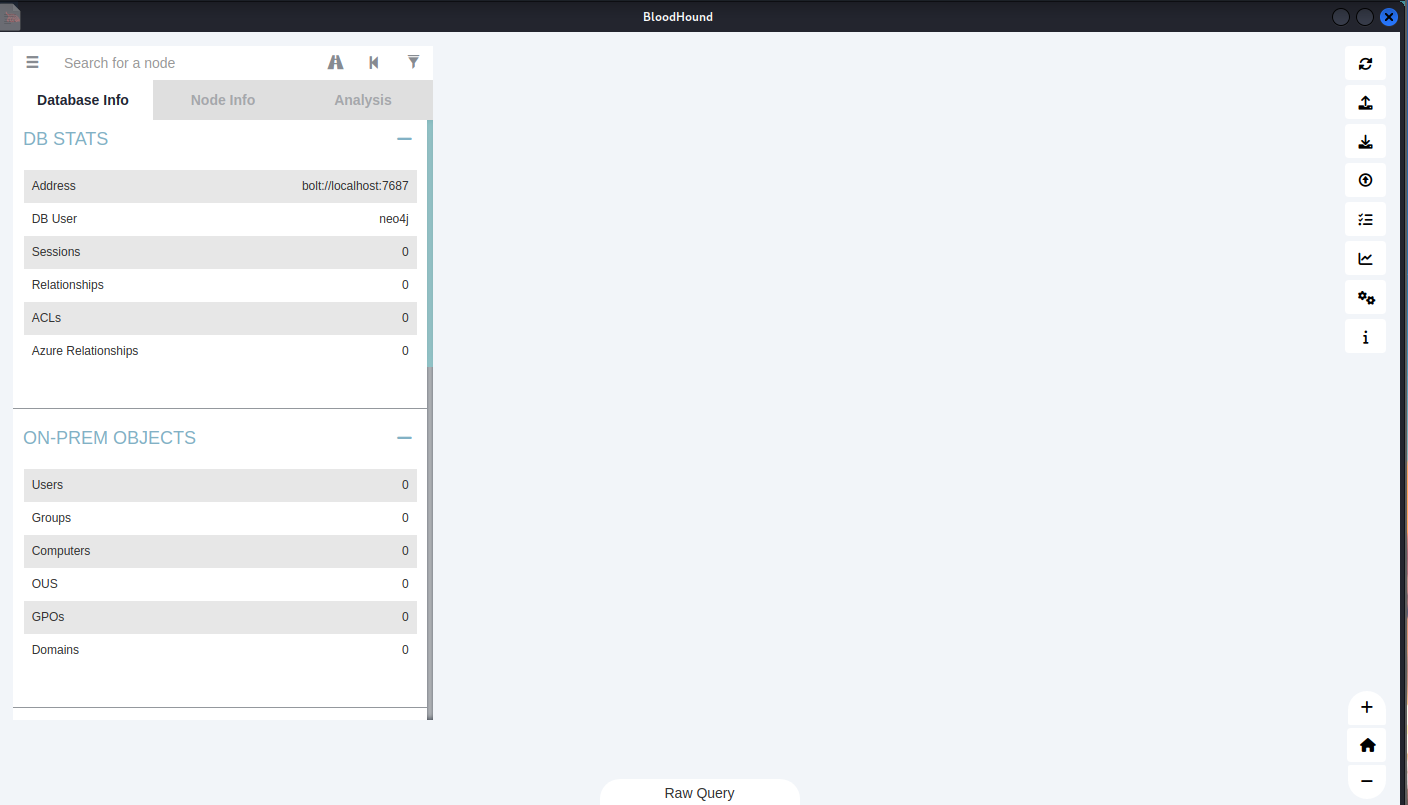 BloodHound
Search for a node
Database Info Node Info Analysis
DB STATS
Address bolt://localhost:7687
DB User neo4j
Sessions 0
Relationships 0
ACLs 0
Azure Relationships 0
ON-PREM OBJECTS
Users 0
Groups 0
Computers 0
OUS 0
GPOs 0
Domains 0
Raw Query